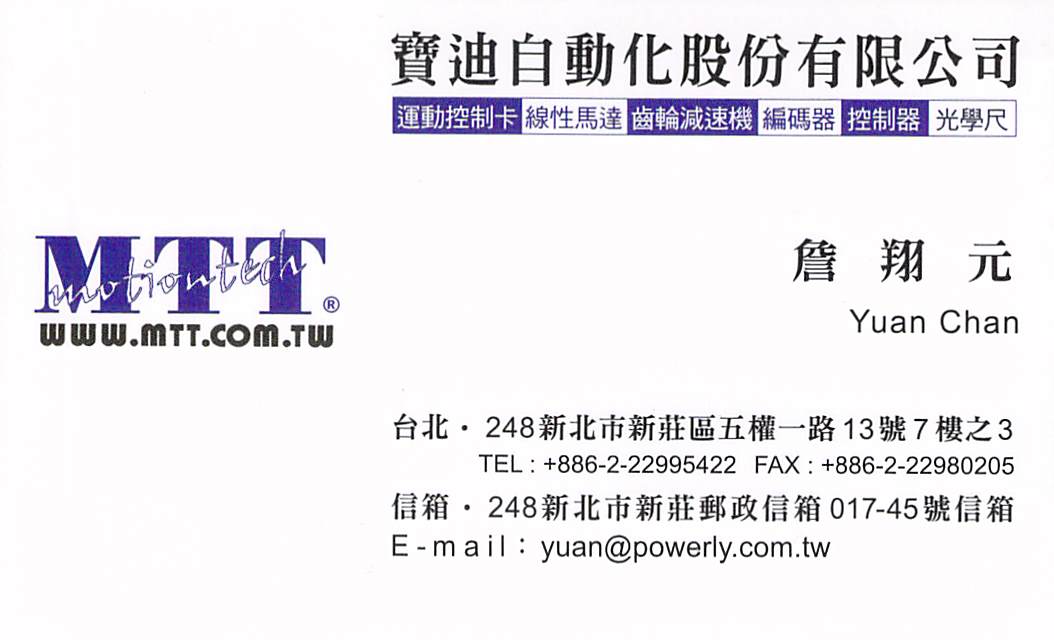 寶迪自動化股份有限公司
運動控制卡 線性馬達 齒輪減速機 編碼器 控制器 光學尺
MTT
motiontech
®
www.mTT.com.TW
詹 翔 元
Yuan Chan
台北・248新北市新莊區五權一路13號7樓之3
TEL : +886-2-22995422 FAX : +886-2-22980205
信箱・248新北市新莊郵政信箱017-45號信箱
E-mail：yuan@powerly.com.tw